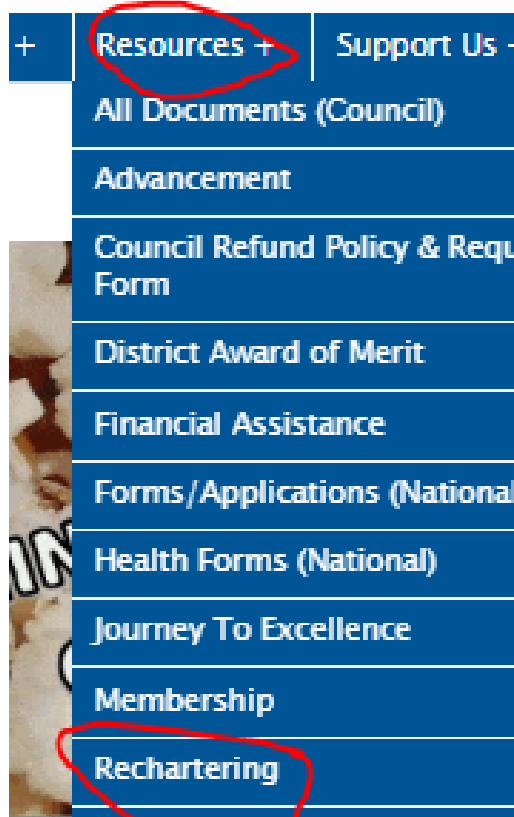 + Resources + Support Us
All Documents (Council)
Advancement
Council Refund Policy &
Form
District Award of Merit
Financial Assistance
Forms/Applications (National
Health Forms (National)
Journey To Excellence
Membership
Rechartering